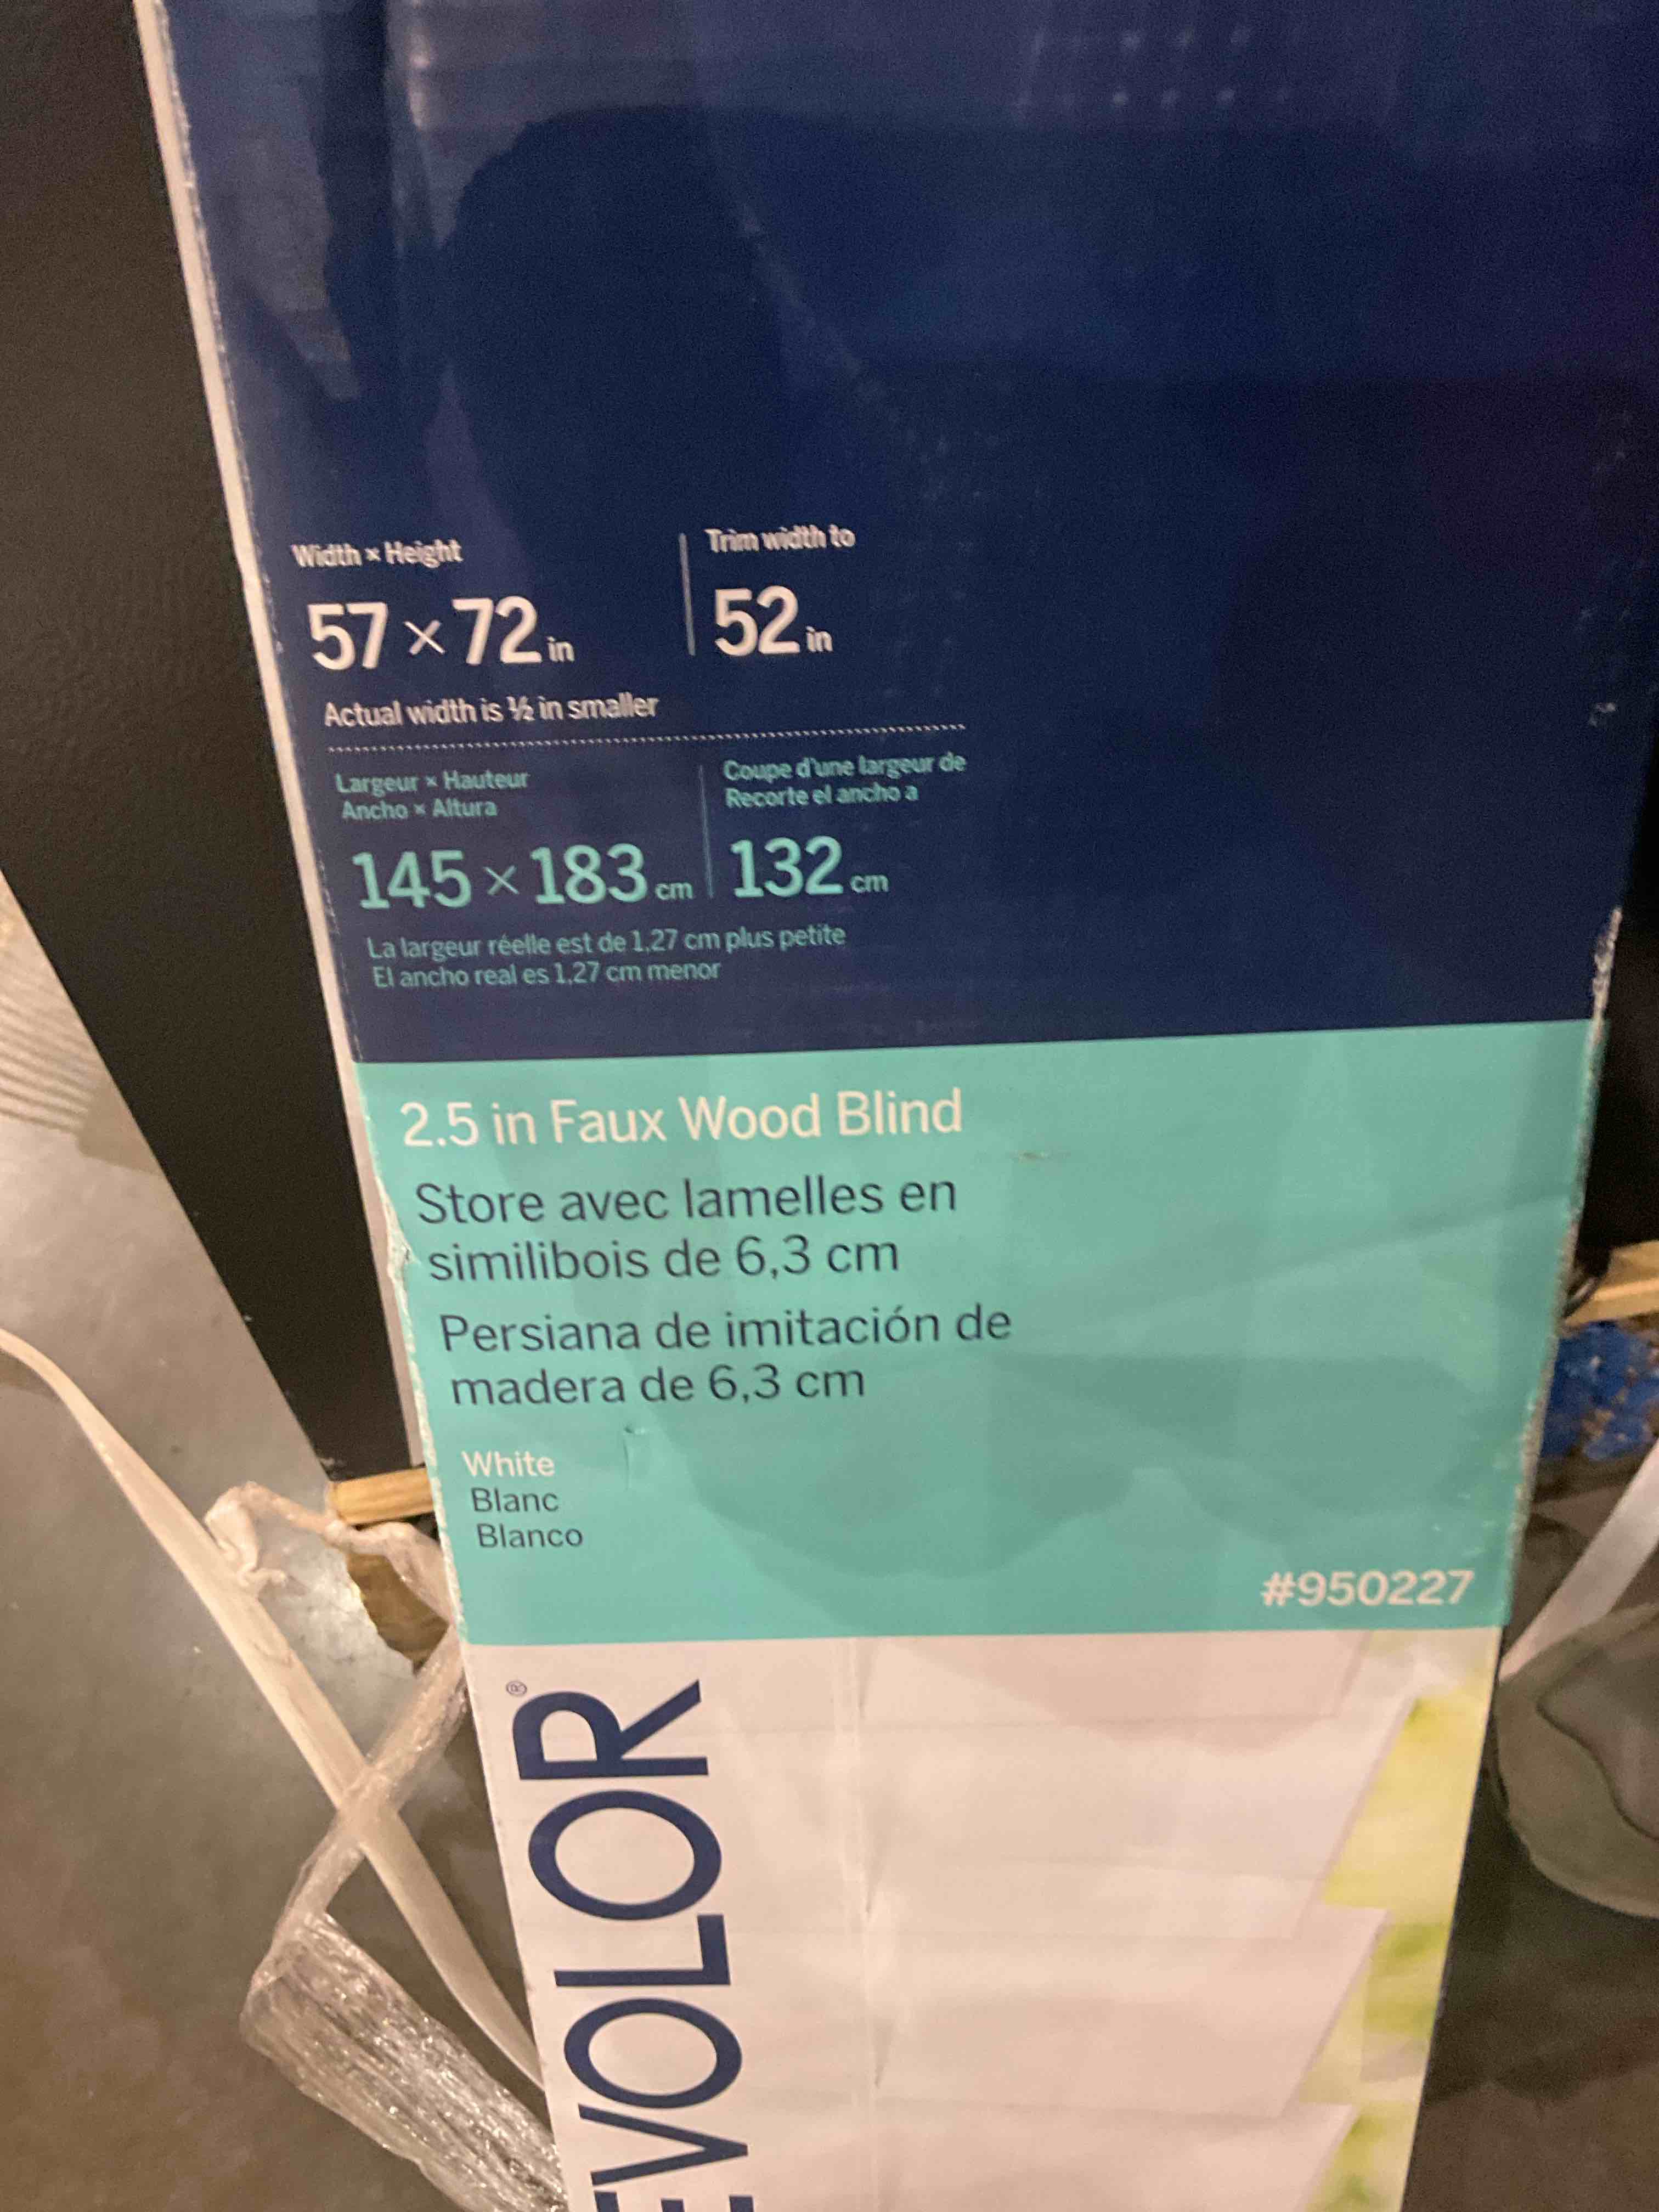 Width × Height
57 × 72 in
Actual width is ½ in smaller
Trim width to
52 in
Largeur × Hauteur
Ancho × Altura
145 × 183 cm
Coupe d'une largeur de
Recorte el ancho a
132 cm
La largeur réelle est de 1,27 cm plus petite
El ancho real es 1,27 cm menor
2.5 in Faux Wood Blind
Store avec lamelles en
similibois de 6,3 cm
Persiana de imitación de
madera de 6,3 cm
White
Blanc
Blanco
#950227
EVOLOR®